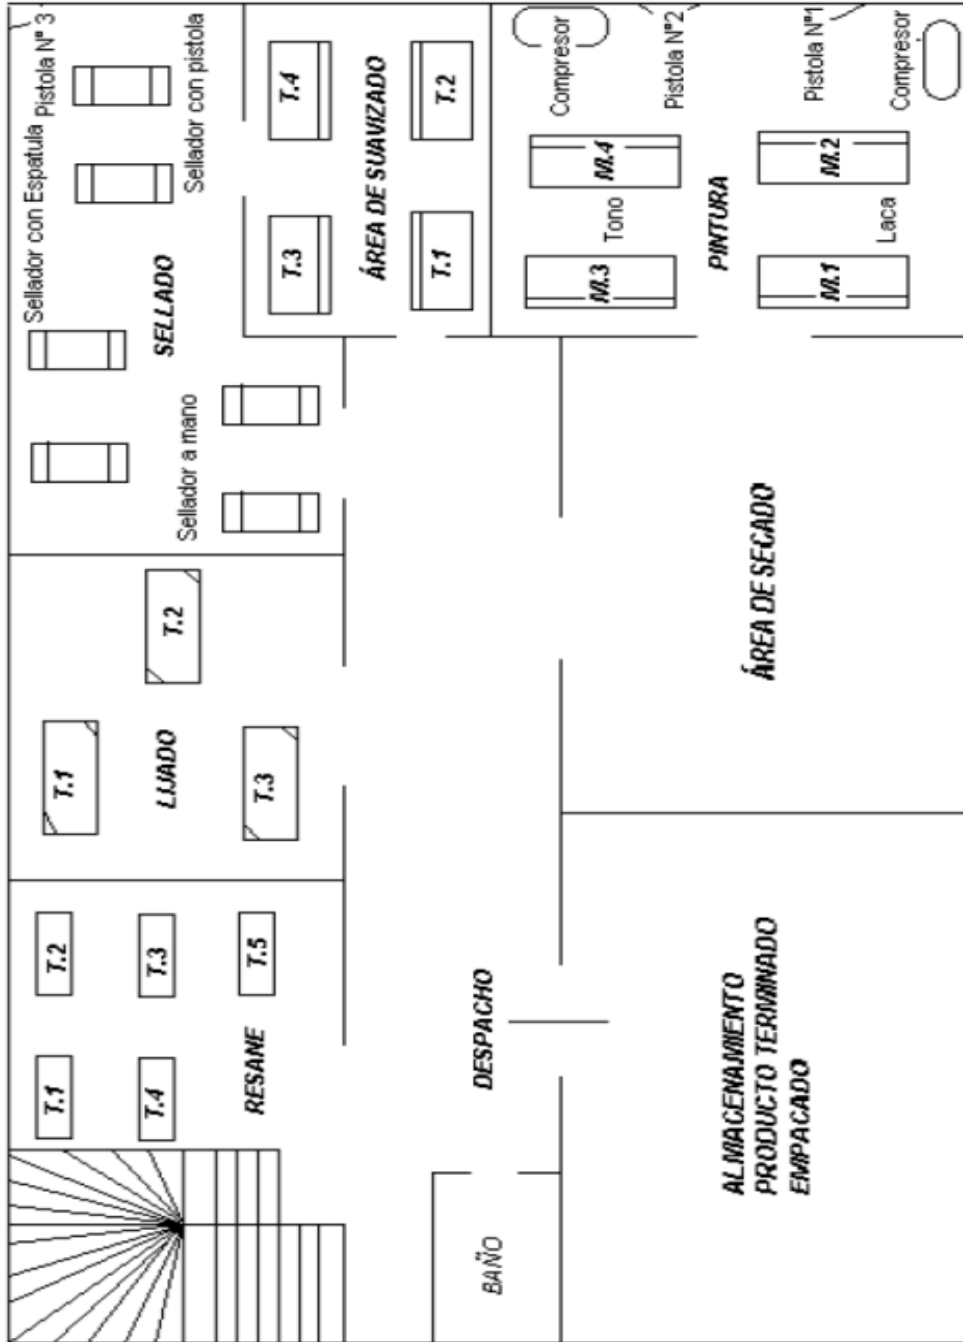 T.1
T.2
T.4
T.3
T.5
RESANE
T.1
T.2
T.3
LIJADO
Sellador con Espatula
Pistola N° 3
SELLADO
Sellador a mano
Sellador con pistola
T.3
T.4
ÁREA DE SUAVIZADO
T.1
T.2
DESPACHO
BAÑO
M.3
Tono
M.4
Compresor
Pistola N°2
PINTURA
M.1
Laca
M.2
Pistola N°1
Compresor
ÁREA DE SECADO
ALMACENAMIENTO
PRODUCTO TERMINADO
EMPACADO